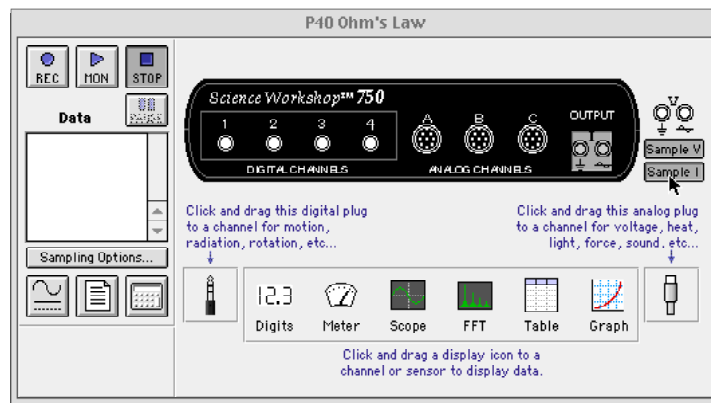 P40 Ohm's Law
REC MON STOP
Data
Sampling Options...
Science Workshop™ 750
1 2 3 4
DIGITAL CHANNELS
A B C
ANALOG CHANNELS
OUTPUT
V
Sample V
Sample I
Click and drag this digital plug
to a channel for motion,
radiation, rotation, etc...
Click and drag this analog plug
to a channel for voltage, heat,
light, force, sound. etc...
12.3
Digits Meter Scope FFT Table Graph
Click and drag a display icon to a
channel or sensor to display data.